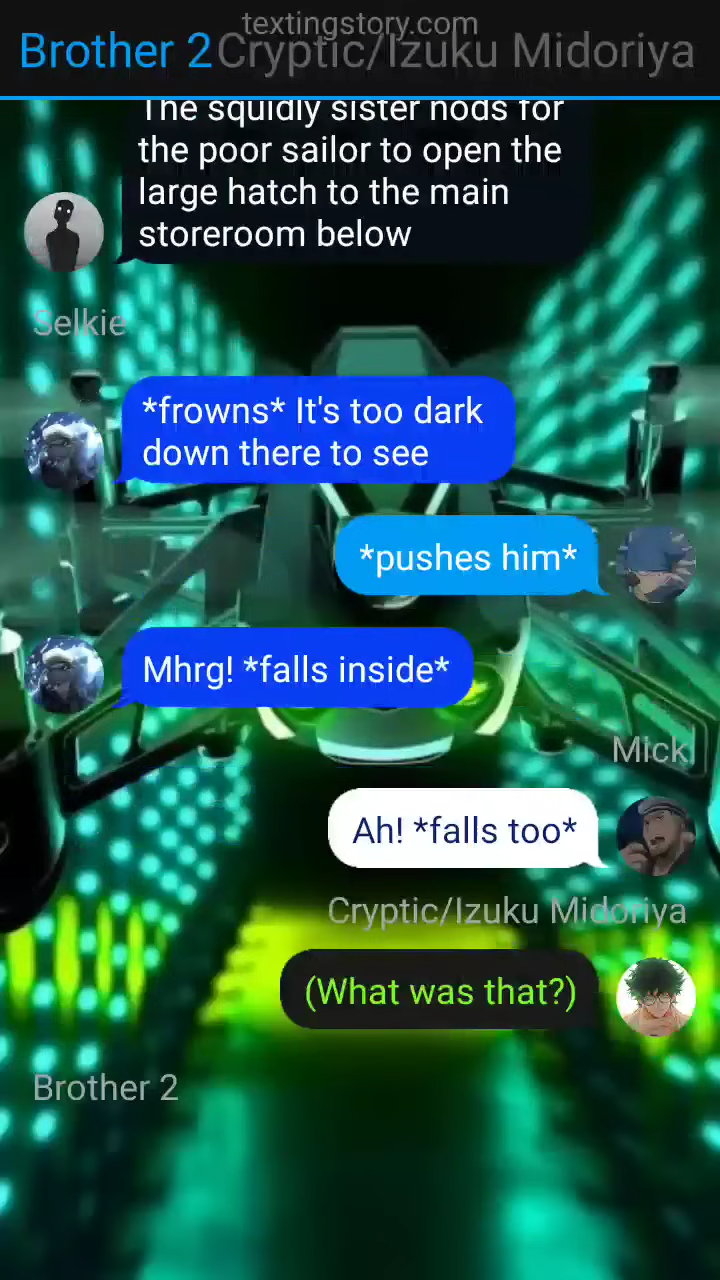 textingstory.com
Brother 2 Cryptic/Izuku Midoriya
The squidly sister nods for
the poor sailor to open the
large hatch to the main
storeroom below
Selkie
*frowns* It's too dark
down there to see
*pushes him*
Mhrg! *falls inside*
Mick
Ah! *falls too*
Cryptic/Izuku Midoriya
(What was that?)
Brother 2